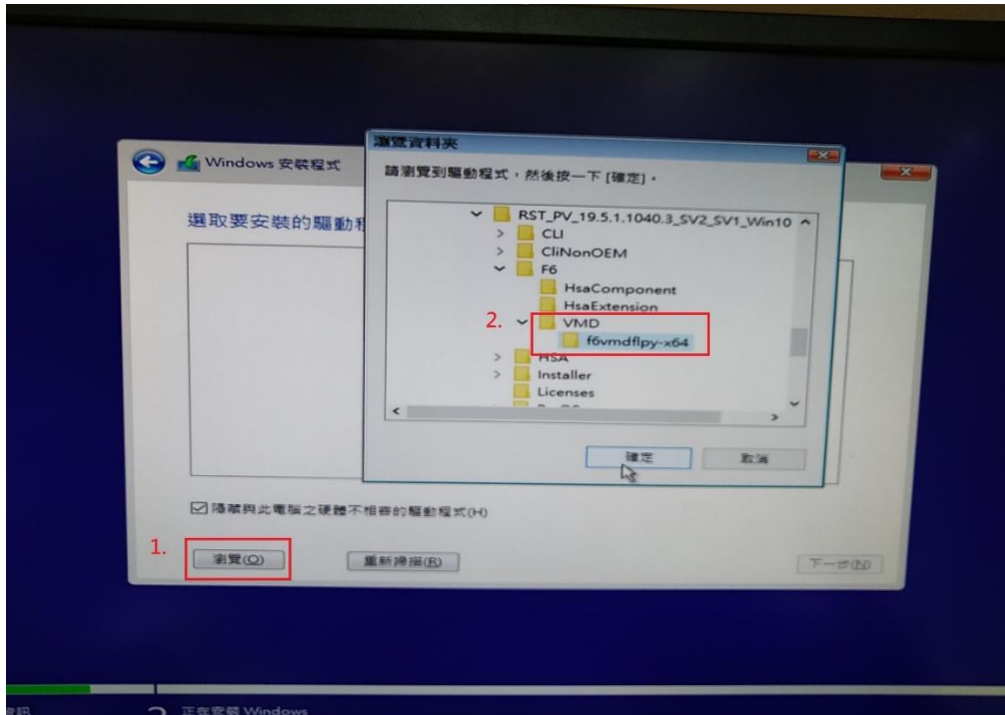 Windows 安裝程式
選取要安裝的驅動程
瀏覽資料夾
請瀏覽到驅動程式，然後按一下 [確定]。
RST_PV_19.5.1.1040.3_SV2_SV1_Win10
CLI
CliNonOEM
F6
HsaComponent
HsaExtension
2.
VMD
f6vmdflpy-x64
HSA
Installer
Licenses
確定
取消
隱藏與此電腦之硬體不相容的驅動程式(H)
1.
瀏覽(O)
重新掃描(R)
下一步(N)
正在安裝 Windows